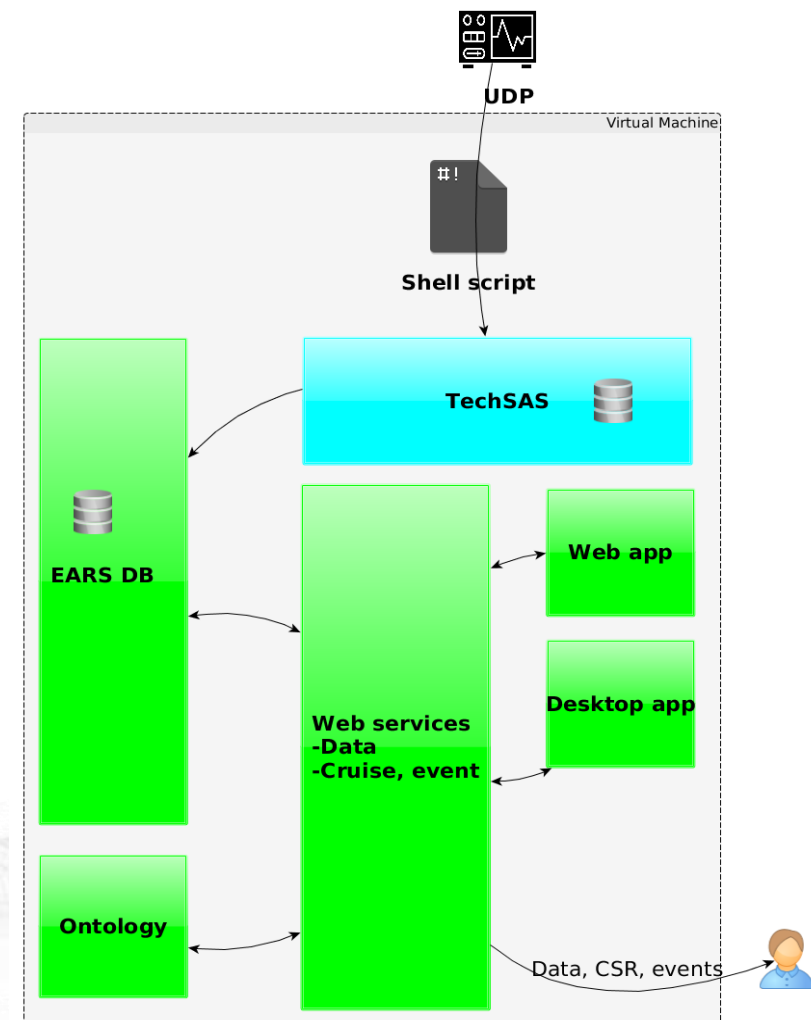 UDP
Virtual Machine
#!
Shell script
TechSAS
EARS DB
Web app
Desktop app
Web services
-Data
-Cruise, event
Ontology
Data, CSR, events